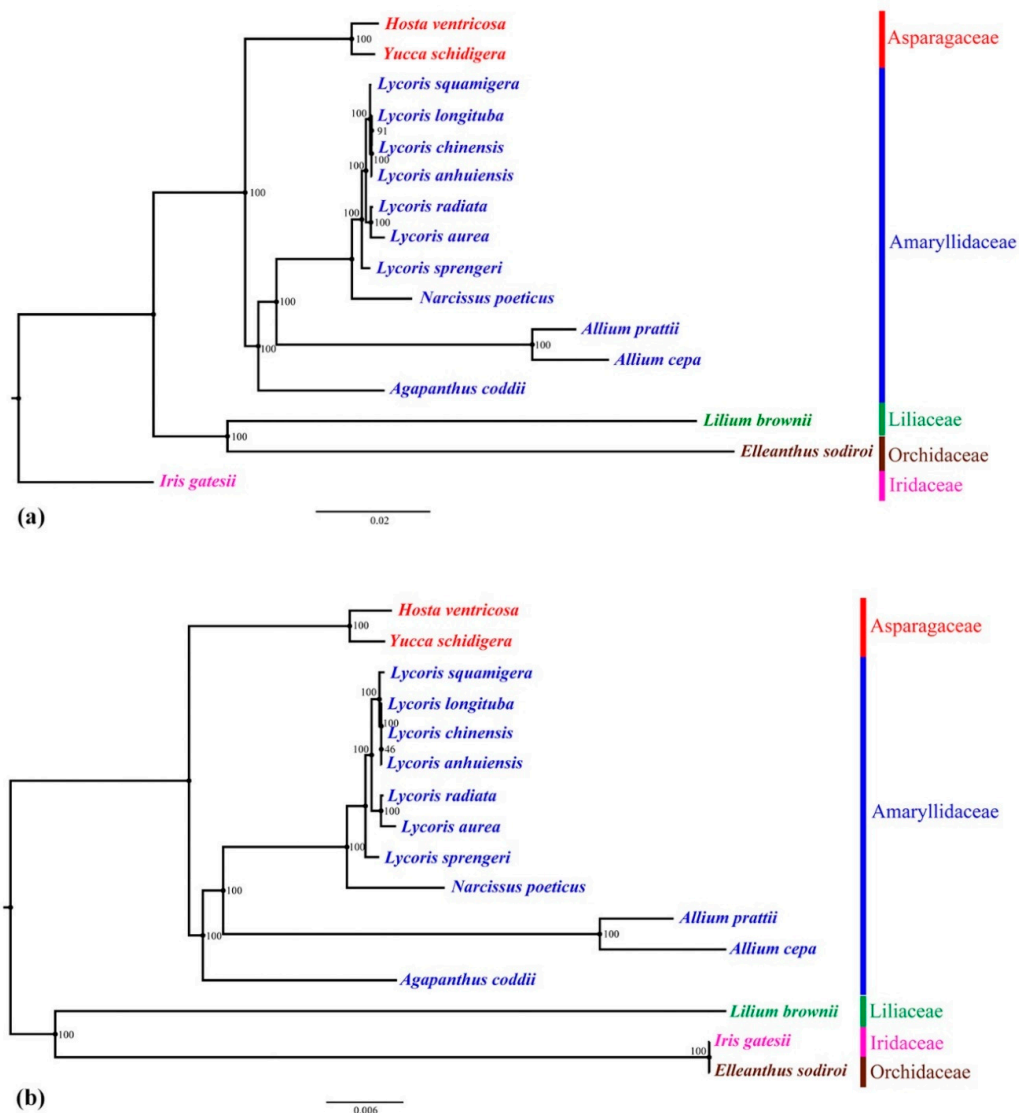 Hosta ventricosa
100
Yucca schidigera
Asparagaceae
Lycoris squamigera
100
Lycoris longituba
91
Lycoris chinensis
100
100
Lycoris anhuiensis
100
Lycoris radiata
100
100
Lycoris aurea
Amaryllidaceae
Lycoris sprengeri
Narcissus poeticus
100
Allium prattii
100
100
Allium cepa
Agapanthus coddii
Lilium brownii
Liliaceae
100
Elleanthus sodiroi
Orchidaceae
Iris gatesii
Iridaceae
(a)
0.02
Hosta ventricosa
100
Yucca schidigera
Asparagaceae
Lycoris squamigera
100
Lycoris longituba
100
Lycoris chinensis
100
46
Lycoris anhuiensis
Lycoris radiata
100
Lycoris aurea
Amaryllidaceae
100
Lycoris sprengeri
Narcissus poeticus
100
Allium prattii
100
100
Allium cepa
Agapanthus coddii
Lilium brownii
Liliaceae
100
Iris gatesii
Iridaceae
100
Elleanthus sodiroi
Orchidaceae
(b)
0.006